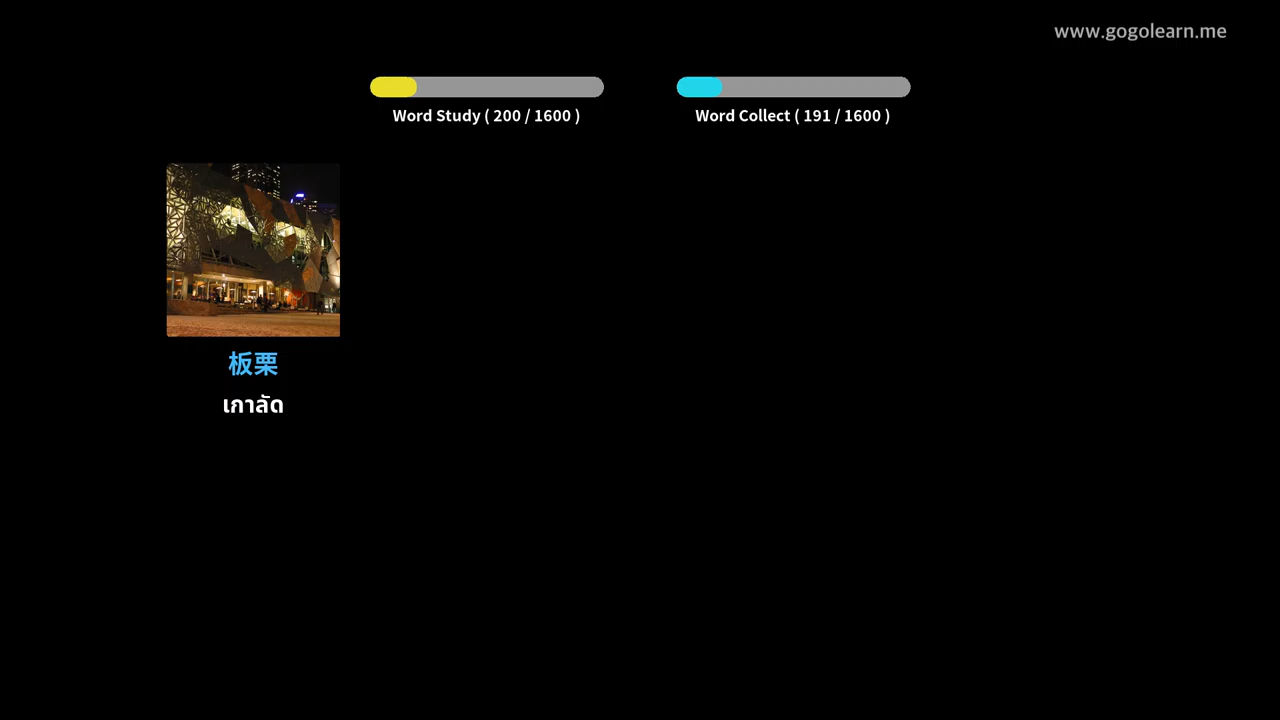 www.gogolearn.me
Word Study ( 200 / 1600 )
Word Collect ( 191 / 1600 )
板栗
เกาลัด